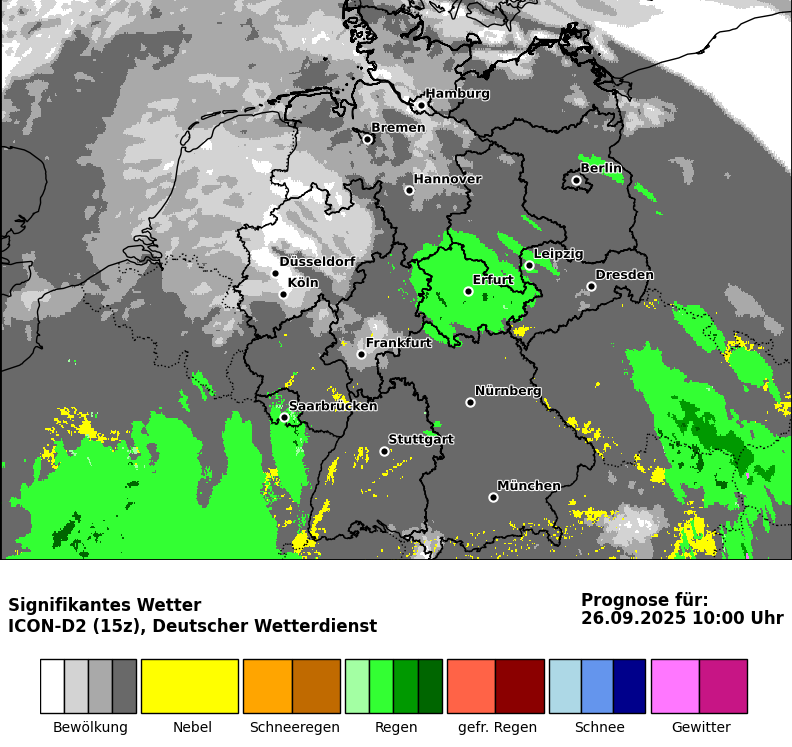 Hamburg
Bremen
Berlin
Hannover
Leipzig
Düsseldorf
Dresden
Köln
Erfurt
Frankfurt
Nürnberg
Saarbrücken
Stuttgart
München
Signifikantes Wetter
ICON-D2 (15z), Deutscher Wetterdienst
Prognose für:
26.09.2025 10:00 Uhr
Bewölkung
Nebel
Schneeregen
Regen
gefr. Regen
Schnee
Gewitter